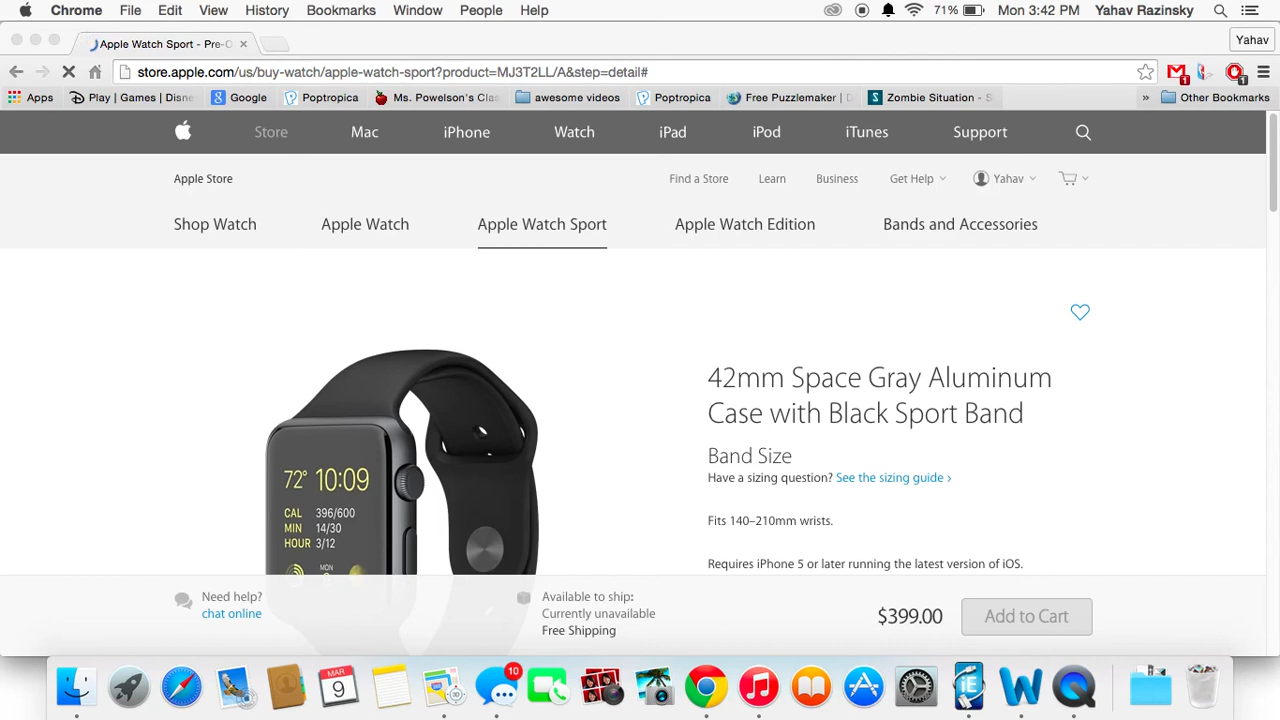 Chrome File Edit View History Bookmarks Window People Help 71% Mon 3:42 PM Yahav Razinsky
Apple Watch Sport - Pre-O Yahav
store.apple.com/us/buy-watch/apple-watch-sport?product=MJ3T2LL/A&step=detail#
Apps Play | Games | Disne Google Poptropica Ms. Powelson's Clas awesome videos Poptropica Free Puzzlemaker | D Zombie Situation - S » Other Bookmarks
Store Mac iPhone Watch iPad iPod iTunes Support
Apple Store Find a Store Learn Business Get Help Yahav
Shop Watch Apple Watch Apple Watch Sport Apple Watch Edition Bands and Accessories
42mm Space Gray Aluminum
Case with Black Sport Band
Band Size
Have a sizing question? See the sizing guide ›
Fits 140–210mm wrists.
Requires iPhone 5 or later running the latest version of iOS.
72° 10:09
CAL 396/600
MIN 14/30
HOUR 3/12
MON
Need help?
chat online
Available to ship:
Currently unavailable
Free Shipping
$399.00 Add to Cart
MAR
9
10